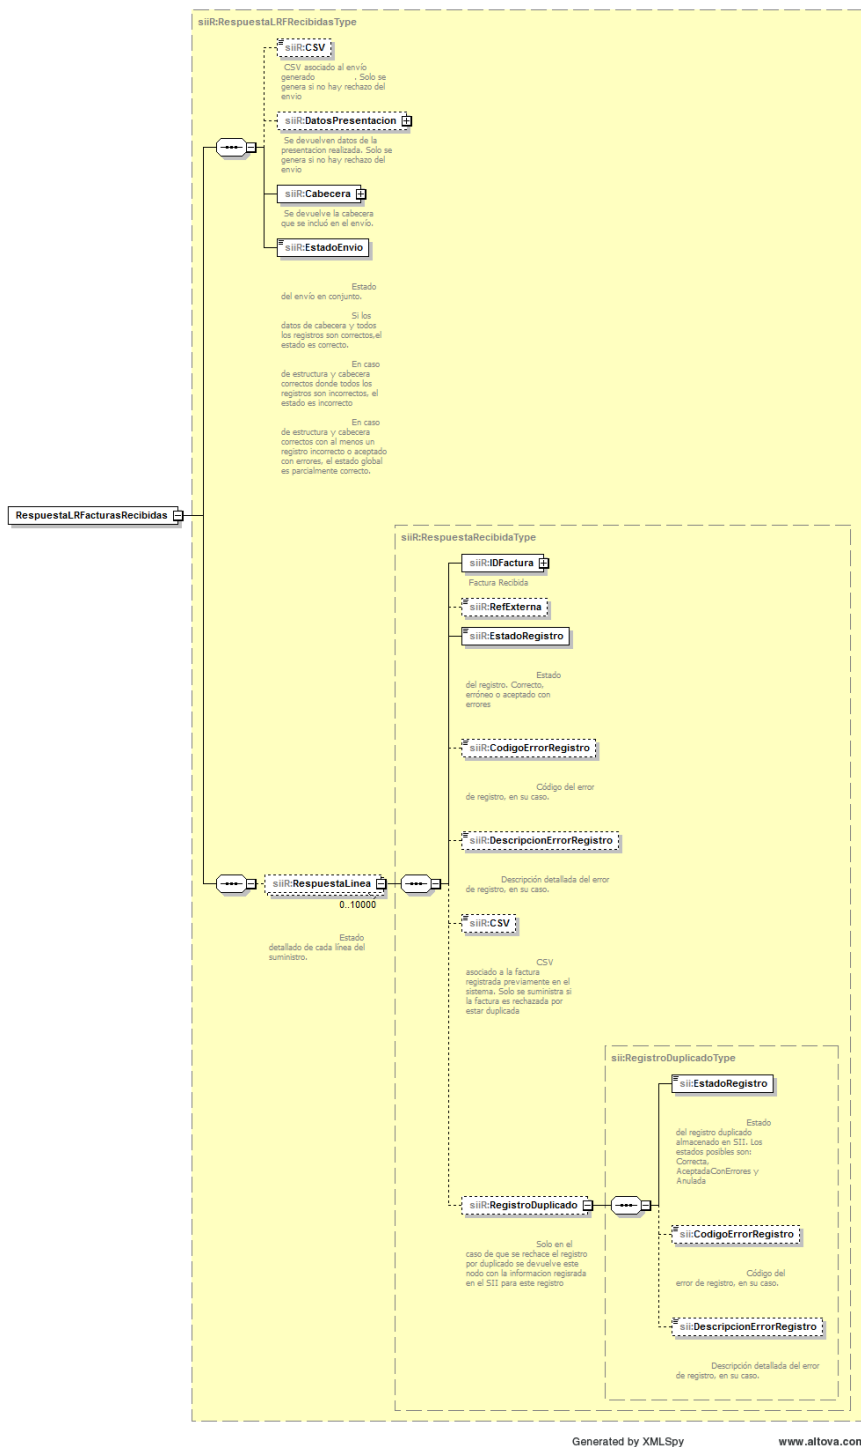 siiR:RespuestaLRFRecibidasType
siiR:CSV
CSV asociado al envío
generado . Solo se
genera si no hay rechazo del
envio
siiR:DatosPresentacion
Se devuelven datos de la
presentacion realizada. Solo se
genera si no hay rechazo del
envio
siiR:Cabecera
Se devuelve la cabecera
que se incluó en el envío.
siiR:EstadoEnvio
Estado
del envío en conjunto.
Si los
datos de cabecera y todos
los registros son correctos,el
estado es correcto.
En caso
de estructura y cabecera
correctos donde todos los
registros son incorrectos, el
estado es incorrecto
En caso
de estructura y cabecera
correctos con al menos un
registro incorrecto o aceptado
con errores, el estado global
es parcialmente correcto.
RespuestaLRFacturasRecibidas
siiR:RespuestaRecibidaType
siiR:IDFactura
Factura Recibida
siiR:RefExterna
siiR:EstadoRegistro
Estado
del registro. Correcto,
erróneo o aceptado con
errores
siiR:CodigoErrorRegistro
Código del error
de registro, en su caso.
siiR:DescripcionErrorRegistro
Descripción detallada del error
de registro, en su caso.
siiR:RespuestaLinea
0..10000
Estado
detallado de cada línea del
suministro.
siiR:CSV
CSV
asociado a la factura
registrada previamente en el
sistema. Solo se suministra si
la factura es rechazada por
estar duplicada
sii:RegistroDuplicadoType
sii:EstadoRegistro
Estado
del registro duplicado
almacenado en SII. Los
estados posibles son:
Correcta,
AceptadaConErrores y
Anulada
siiR:RegistroDuplicado
Solo en el
caso de que se rechace el registro
por duplicado se devuelve este
nodo con la informacion regisrada
en el SII para este registro
sii:CodigoErrorRegistro
Código del
error de registro, en su caso.
sii:DescripcionErrorRegistro
Descripción detallada del error
de registro, en su caso.
Generated by XMLSpy
www.altova.com